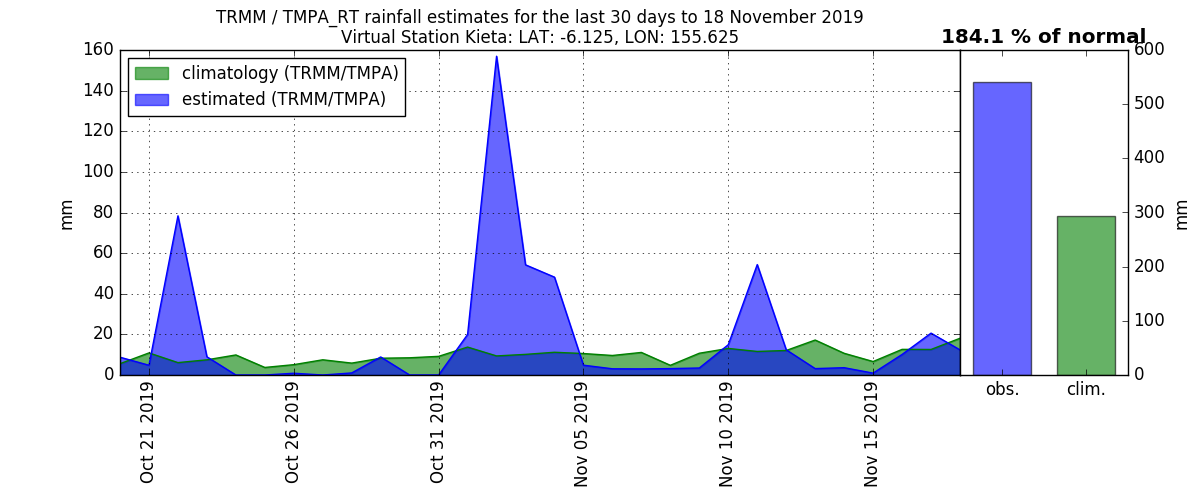 TRMM / TMPA_RT rainfall estimates for the last 30 days to 18 November 2019
Virtual Station Kieta: LAT: -6.125, LON: 155.625
184.1 % of normal
climatology (TRMM/TMPA)
estimated (TRMM/TMPA)
mm
160
140
120
100
80
60
40
20
0
Oct 21 2019
Oct 26 2019
Oct 31 2019
Nov 05 2019
Nov 10 2019
Nov 15 2019
600
500
400
300
200
100
0
mm
obs.
clim.